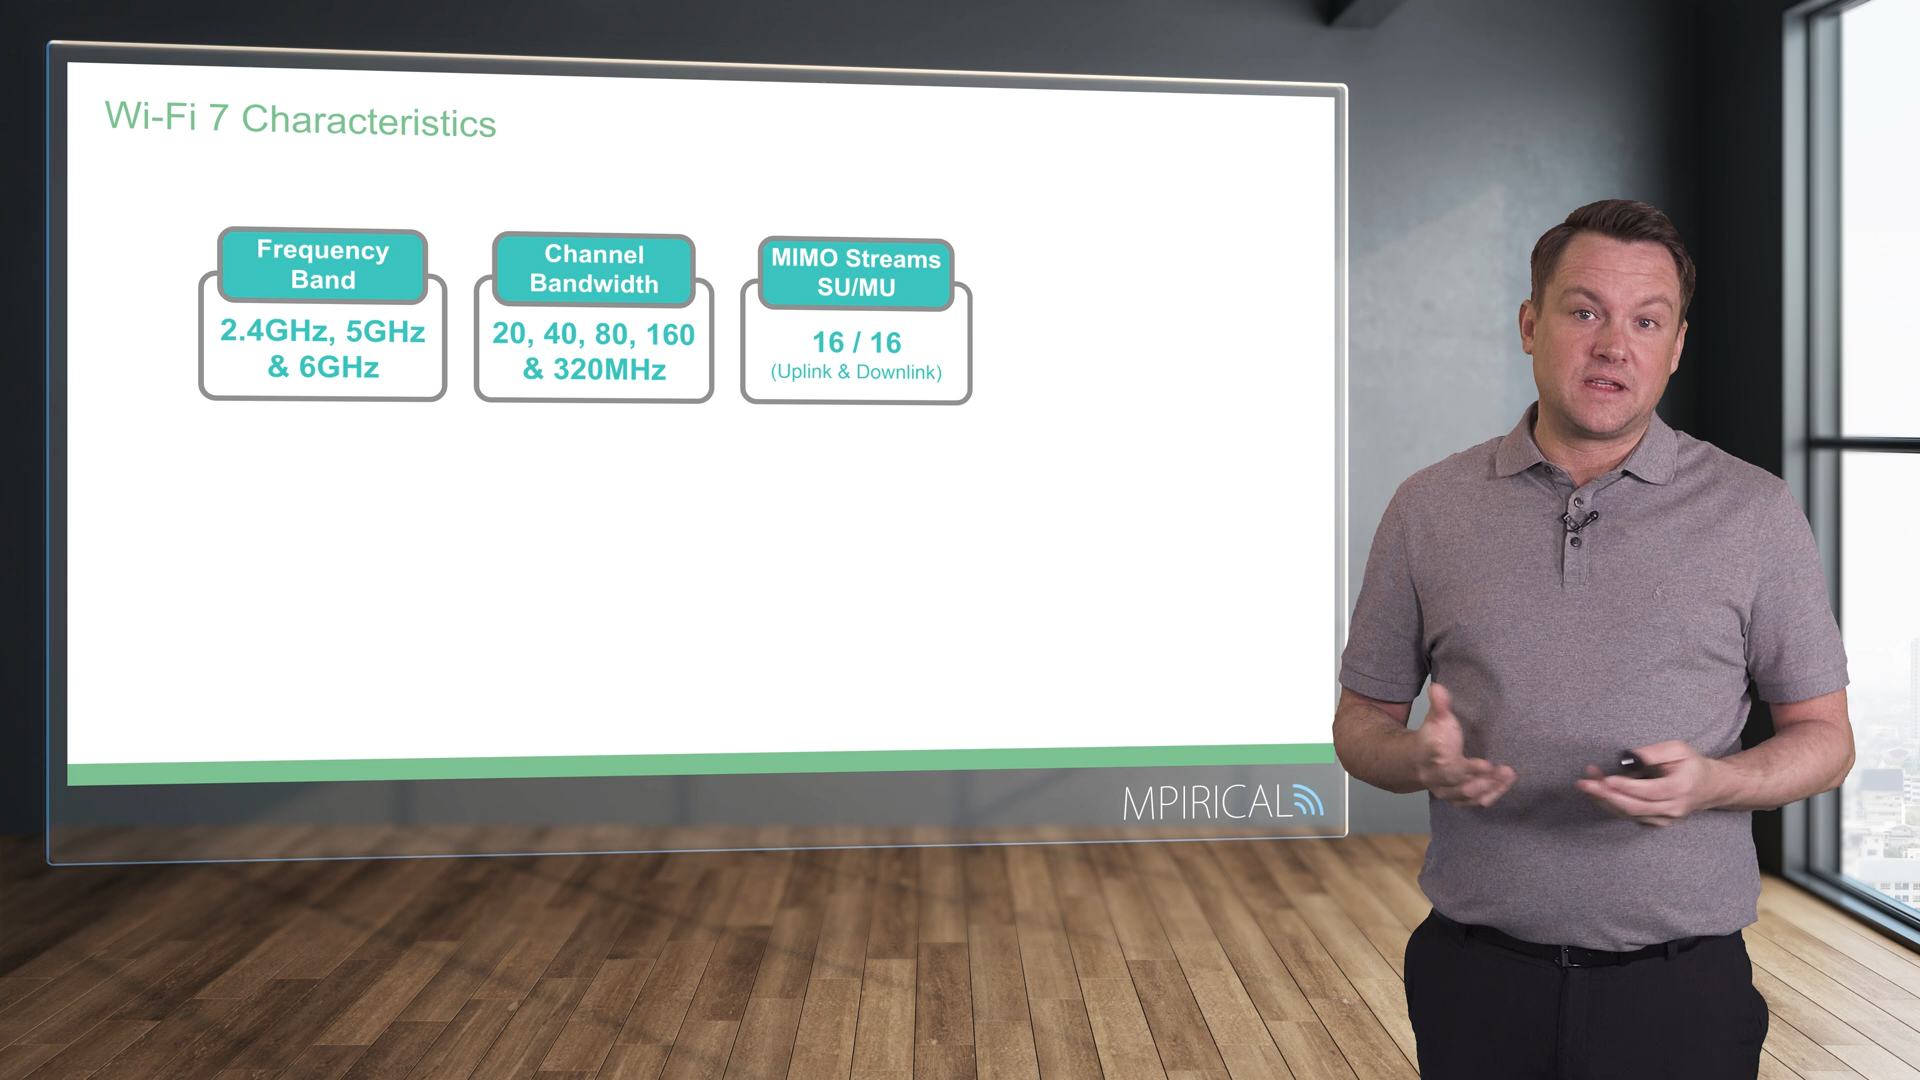 Wi-Fi 7 Characteristics
Frequency
Band
2.4GHz, 5GHz
& 6GHz
Channel
Bandwidth
20, 40, 80, 160
& 320MHz
MIMO Streams
SU/MU
16 / 16
(Uplink & Downlink)
MPIRICAL